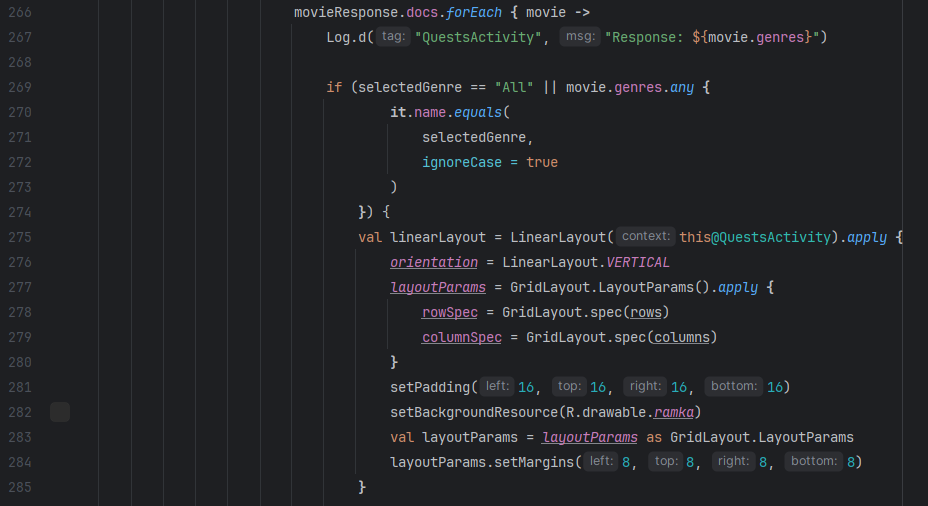 266 movieResponse.docs.forEach { movie ->
267 Log.d( tag: "QuestsActivity", msg: "Response: ${movie.genres}")
268
269 if (selectedGenre == "All" || movie.genres.any {
270 it.name.equals(
271 selectedGenre,
272 ignoreCase = true
273 )
274 }) {
275 val linearLayout = LinearLayout( context: this@QuestsActivity).apply {
276 orientation = LinearLayout.VERTICAL
277 layoutParams = GridLayout.LayoutParams().apply {
278 rowSpec = GridLayout.spec(rows)
279 columnSpec = GridLayout.spec(columns)
280 }
281 setPadding( left: 16, top: 16, right: 16, bottom: 16)
282 setBackgroundResource(R.drawable.ramka)
283 val layoutParams = layoutParams as GridLayout.LayoutParams
284 layoutParams.setMargins( left: 8, top: 8, right: 8, bottom: 8)
285 }